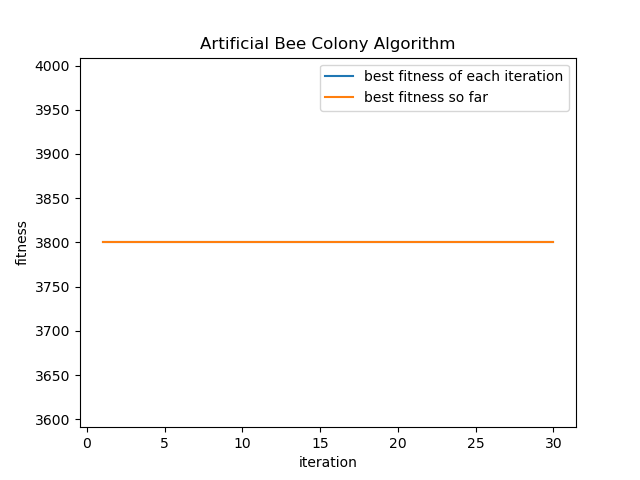 Artificial Bee Colony Algorithm
best fitness of each iteration
best fitness so far
fitness
4000
3950
3900
3850
3800
3750
3700
3650
3600
0 5 10 15 20 25 30
iteration